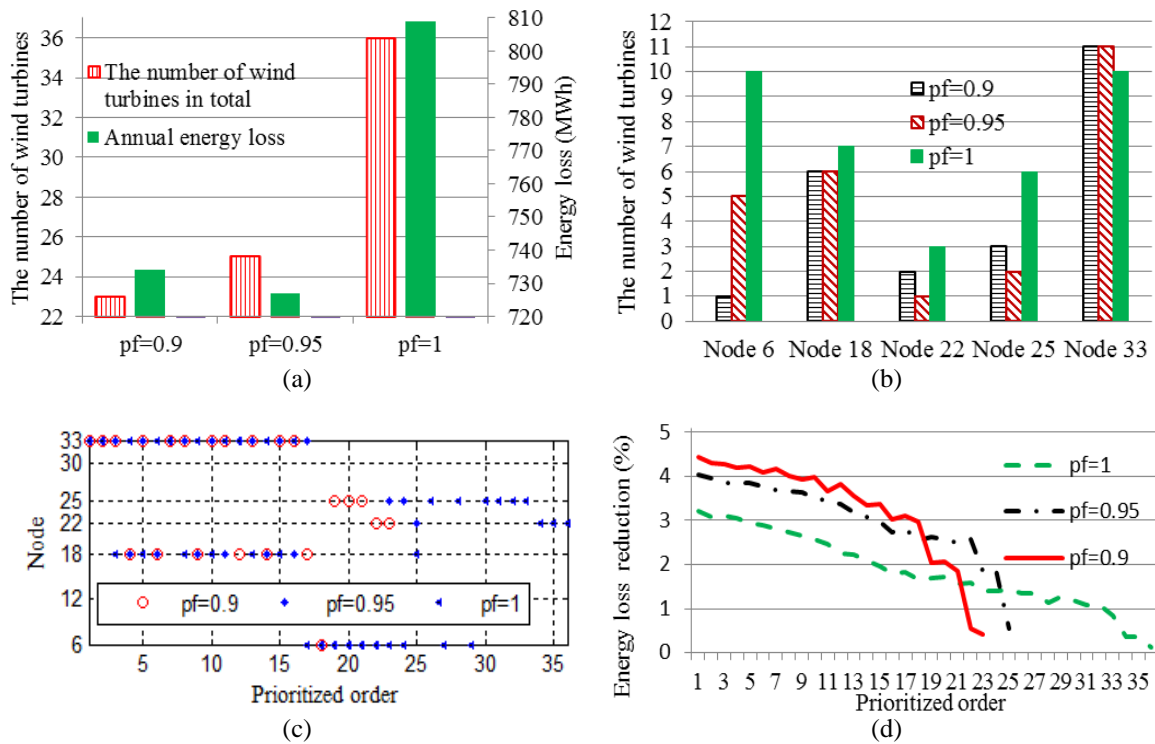 The number of wind turbines
36
34
32
30
28
26
24
22
The number of wind
turbines in total
Annual energy loss
810
800
790
780
770
760
750
740
730
720
Energy loss (MWh)
pf=0.9 pf=0.95 pf=1
(a)
The number of wind turbines
12
11
10
9
8
7
6
5
4
3
2
1
0
pf=0.9
pf=0.95
pf=1
Node 6 Node 18 Node 22 Node 25 Node 33
(b)
Node
33
30
25
22
18
12
6
pf=0.9 pf=0.95 pf=1
5 10 15 20 25 30 35
Prioritized order
(c)
Energy loss reduction (%)
5
4
3
2
1
0
pf=1
pf=0.95
pf=0.9
1 3 5 7 9 11 13 15 17 19 21 23 25 27 29 31 33 35
Prioritized order
(d)